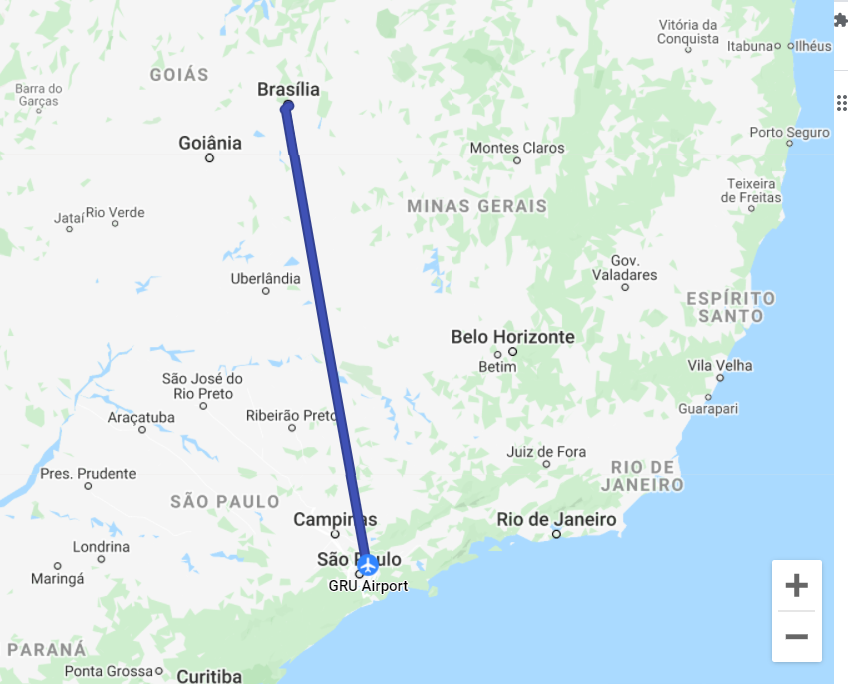 Vitória da
Conquista
Itabuna
Ilhéus
GOIÁS
Barra do
Garças
Brasília
Goiânia
Porto Seguro
Montes Claros
Teixeira
de Freitas
MINAS GERAIS
Jataí
Rio Verde
Gov.
Valadares
Uberlândia
ESPÍRITO
SANTO
Belo Horizonte
Betim
Vila Velha
São José do
Rio Preto
Guarapari
Araçatuba
Ribeirão Preto
Juiz de Fora
Pres. Prudente
RIO DE
JANEIRO
SÃO PAULO
Campinas
Rio de Janeiro
Londrina
São Paulo
Maringá
GRU Airport
PARANÁ
Ponta Grossa
Curitiba